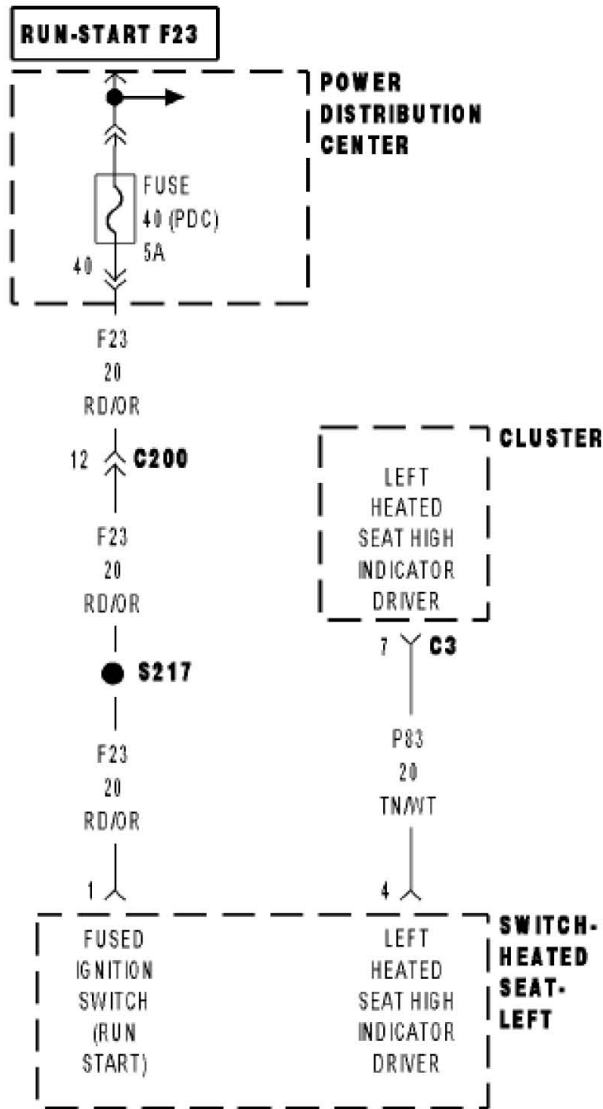 RUN-START F23
POWER
DISTRIBUTION
CENTER
FUSE
40 (PDC)
5A
40
F23
20
RD/OR
12 C200
F23
20
RD/OR
S217
F23
20
RD/OR
1
CLUSTER
LEFT
HEATED
SEAT HIGH
INDICATOR
DRIVER
7 C3
P83
20
TN/WT
4
SWITCH-
HEATED
SEAT-
LEFT
FUSED
IGNITION
SWITCH
(RUN
START)
LEFT
HEATED
SEAT HIGH
INDICATOR
DRIVER